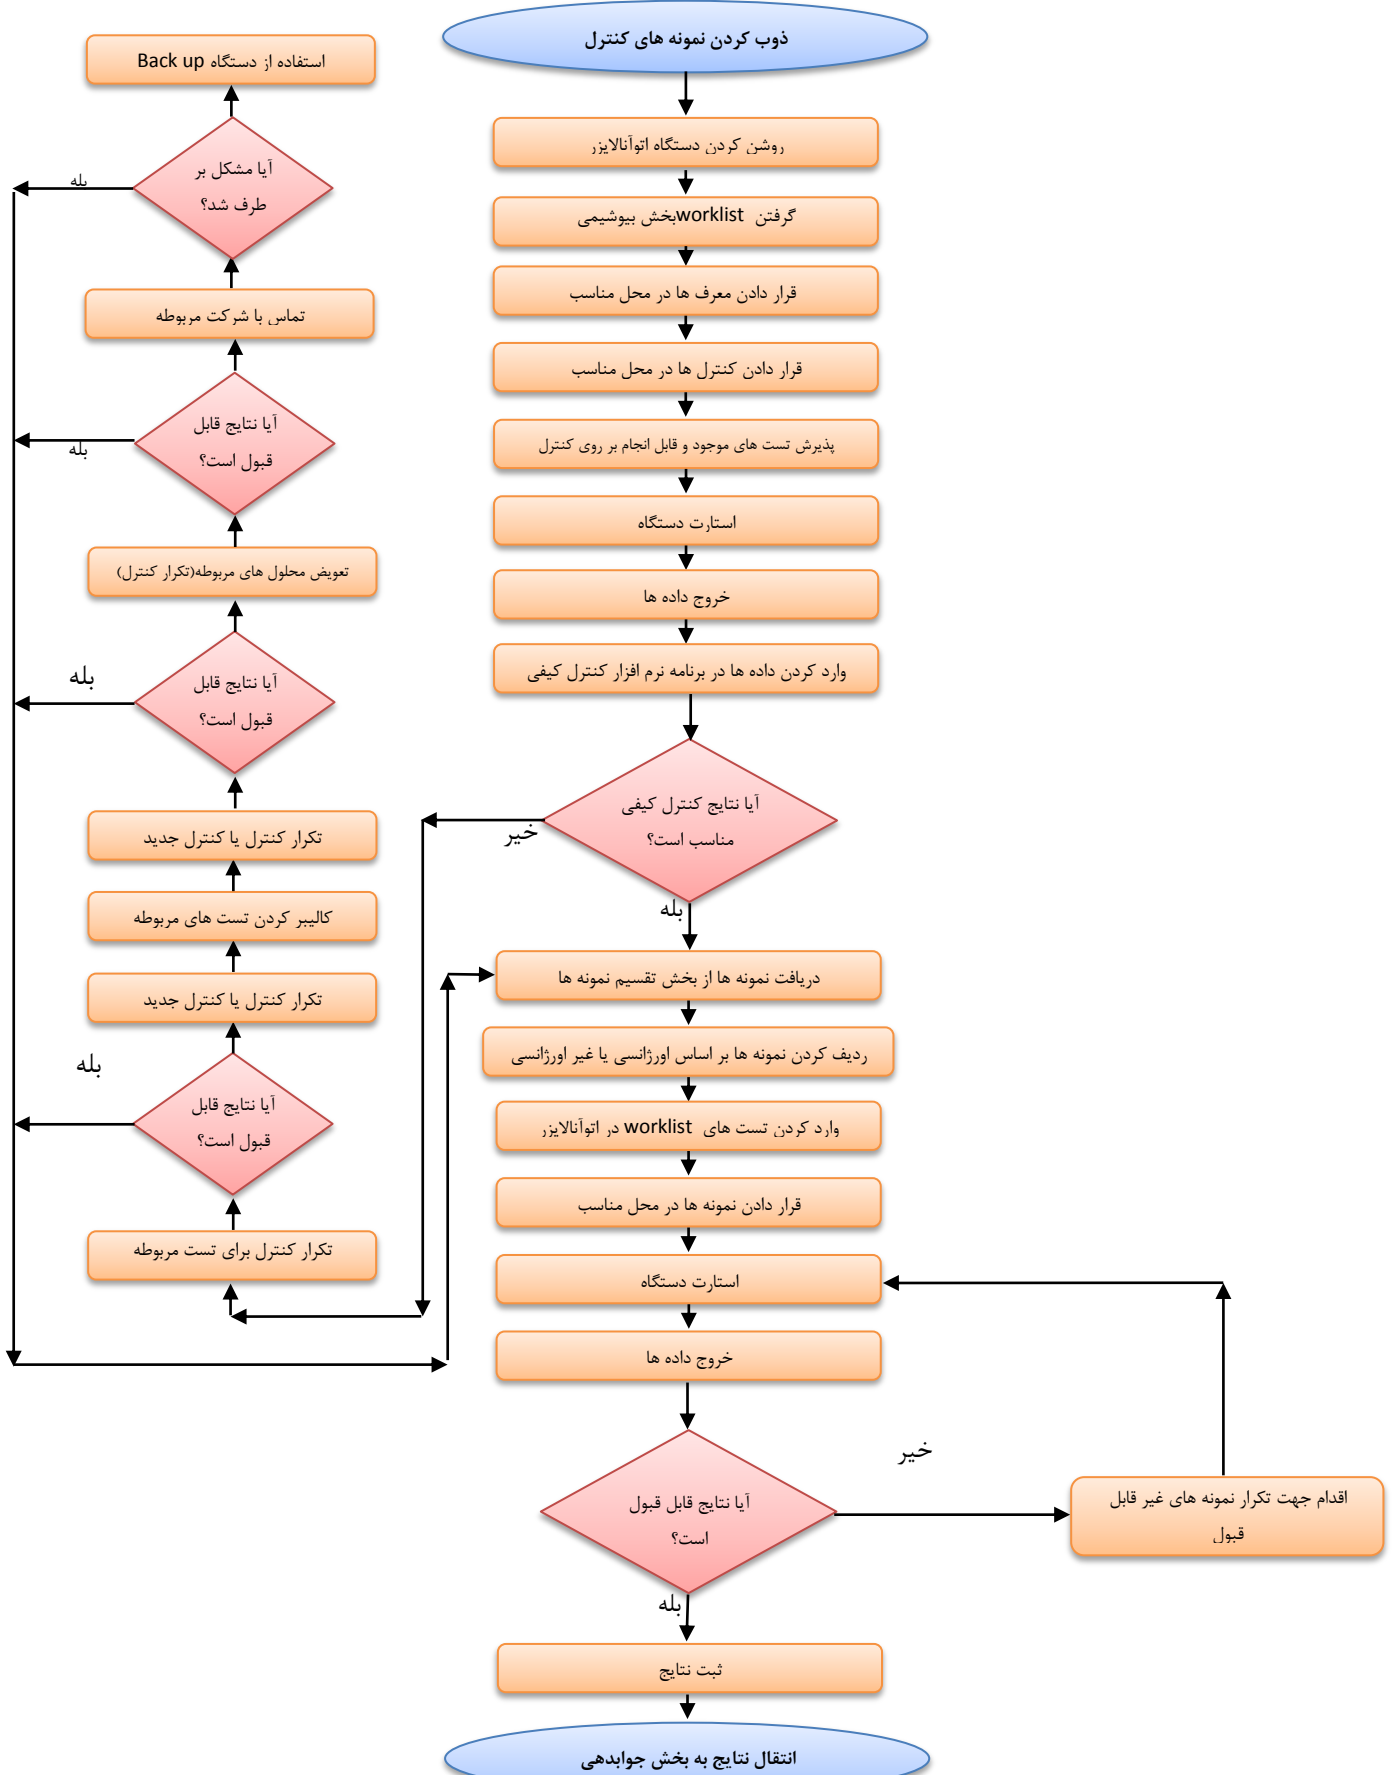 ذوب کردن نمونه های کنترل
روشن کردن دستگاه اتوآنالایزر
گرفتن worklistبخش بیوشیمی
قرار دادن معرف ها در محل مناسب
قرار دادن کنترل ها در محل مناسب
پذیرش تست های موجود و قابل انجام بر روی کنترل
استارت دستگاه
خروج داده ها
وارد کردن داده ها در برنامه نرم افزار کنترل کیفی
آیا نتایج کنترل کیفی
مناسب است؟
خیر
بله
دریافت نمونه ها از بخش تقسیم نمونه ها
ردیف کردن نمونه ها بر اساس اورژانسی یا غیر اورژانسی
وارد کردن تست های worklist در اتوآنالایزر
قرار دادن نمونه ها در محل مناسب
استارت دستگاه
خروج داده ها
آیا نتایج قابل قبول
است؟
خیر
اقدام جهت تکرار نمونه های غیر قابل
قبول
بله
ثبت نتایج
انتقال نتایج به بخش جوابدهی
تکرار کنترل برای تست مربوطه
آیا نتایج قابل
قبول است؟
بله
تکرار کنترل یا کنترل جدید
کالیبر کردن تست های مربوطه
تکرار کنترل یا کنترل جدید
آیا نتایج قابل
قبول است؟
بله
تعویض محلول های مربوطه(تکرار کنترل)
آیا نتایج قابل
قبول است؟
بله
تماس با شرکت مربوطه
آیا مشکل بر
طرف شد؟
بله
استفاده از دستگاه Back up